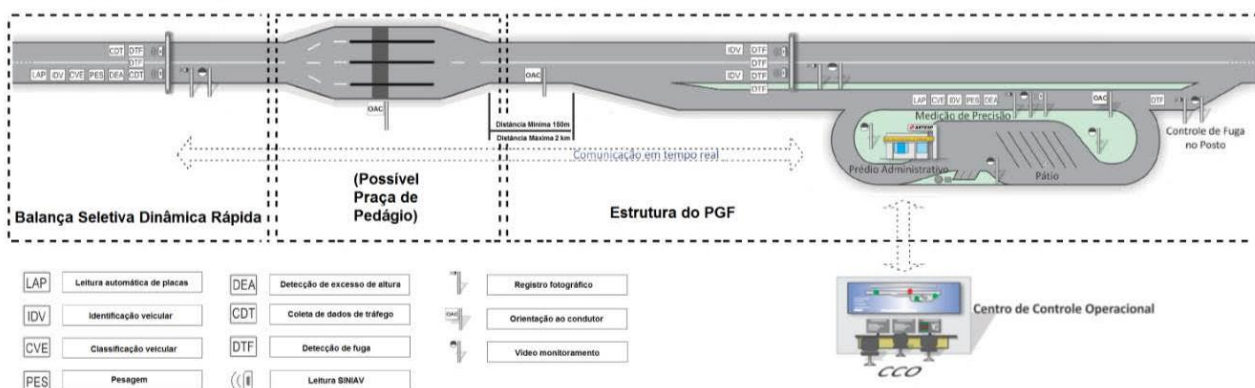 CDT DTF
DTF
LAP IDV CVE PES DEA CDT
OAC
OAC
Distância Mínima 100m
Distância Máxima 2 km
IDV DTF
DTF
IDV DTF
DTF
LAP CVE IDV PES DEA
OAC
DTF
Medição de Precisão
Controle de Fuga
no Posto
Prédio Administrativo
Pátio
Comunicação em tempo real
Balança Seletiva Dinâmica Rápida
(Possível
Praça de
Pedágio)
Estrutura do PGF
LAP Leitura automática de placas
DEA Detecção de excesso de altura
Registro fotográfico
IDV Identificação veicular
CDT Coleta de dados de tráfego
OAC Orientação ao condutor
CVE Classificação veicular
DTF Detecção de fuga
Vídeo monitoramento
PES Pesagem
Leitura SINIAV
Centro de Controle Operacional
CCO